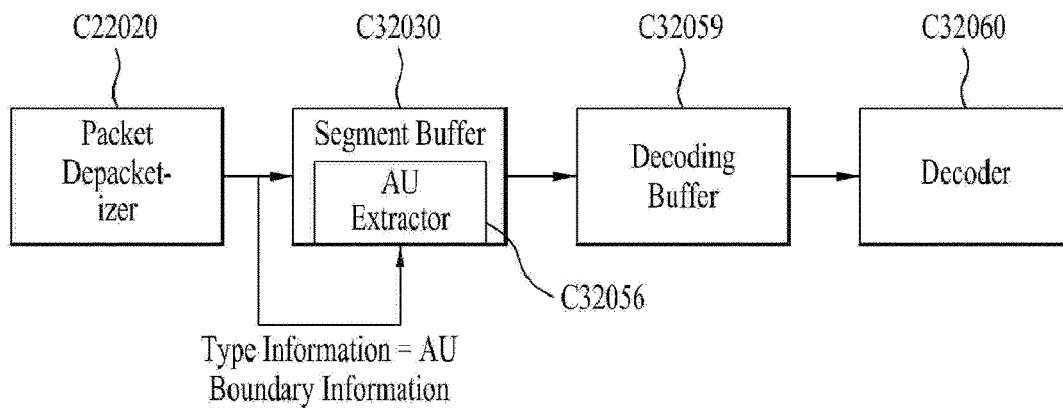 C22020
C32030
C32059
C32060
Packet
Depacket-
izer
Segment Buffer
AU
Extractor
Decoding
Buffer
Decoder
C32056
Type Information = AU
Boundary Information